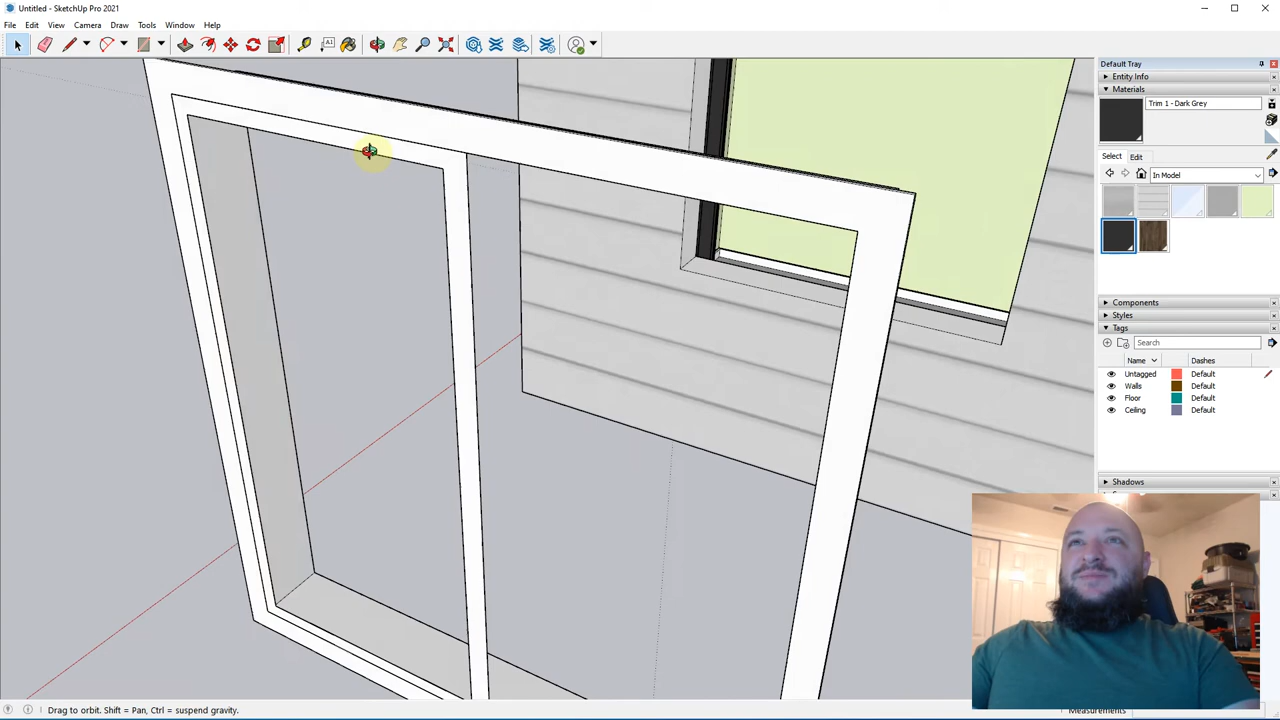 Untitled - SketchUp Pro 2021
File Edit View Camera Draw Tools Window Help
Default Tray
Entity Info
Materials
Trim 1 - Dark Grey
Select Edit
In Model
Components
Styles
Tags
Search
Name Dashes
Untagged Default
Walls Default
Floor Default
Ceiling Default
Shadows
Drag to orbit. Shift = Pan, Ctrl = suspend gravity.
Measurements